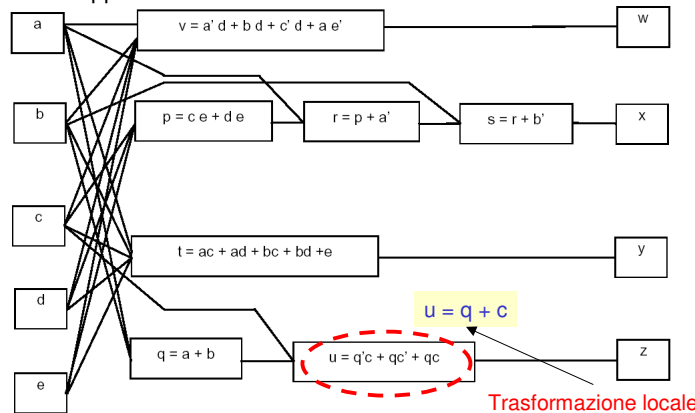 a
v = a' d + b d + c' d + a e'
w
b
p = c e + d e
r = p + a'
s = r + b'
x
c
t = ac + ad + bc + bd +e
y
d
u = q + c
q = a + b
u = q'c + qc' + qc
z
e
Trasformazione locale